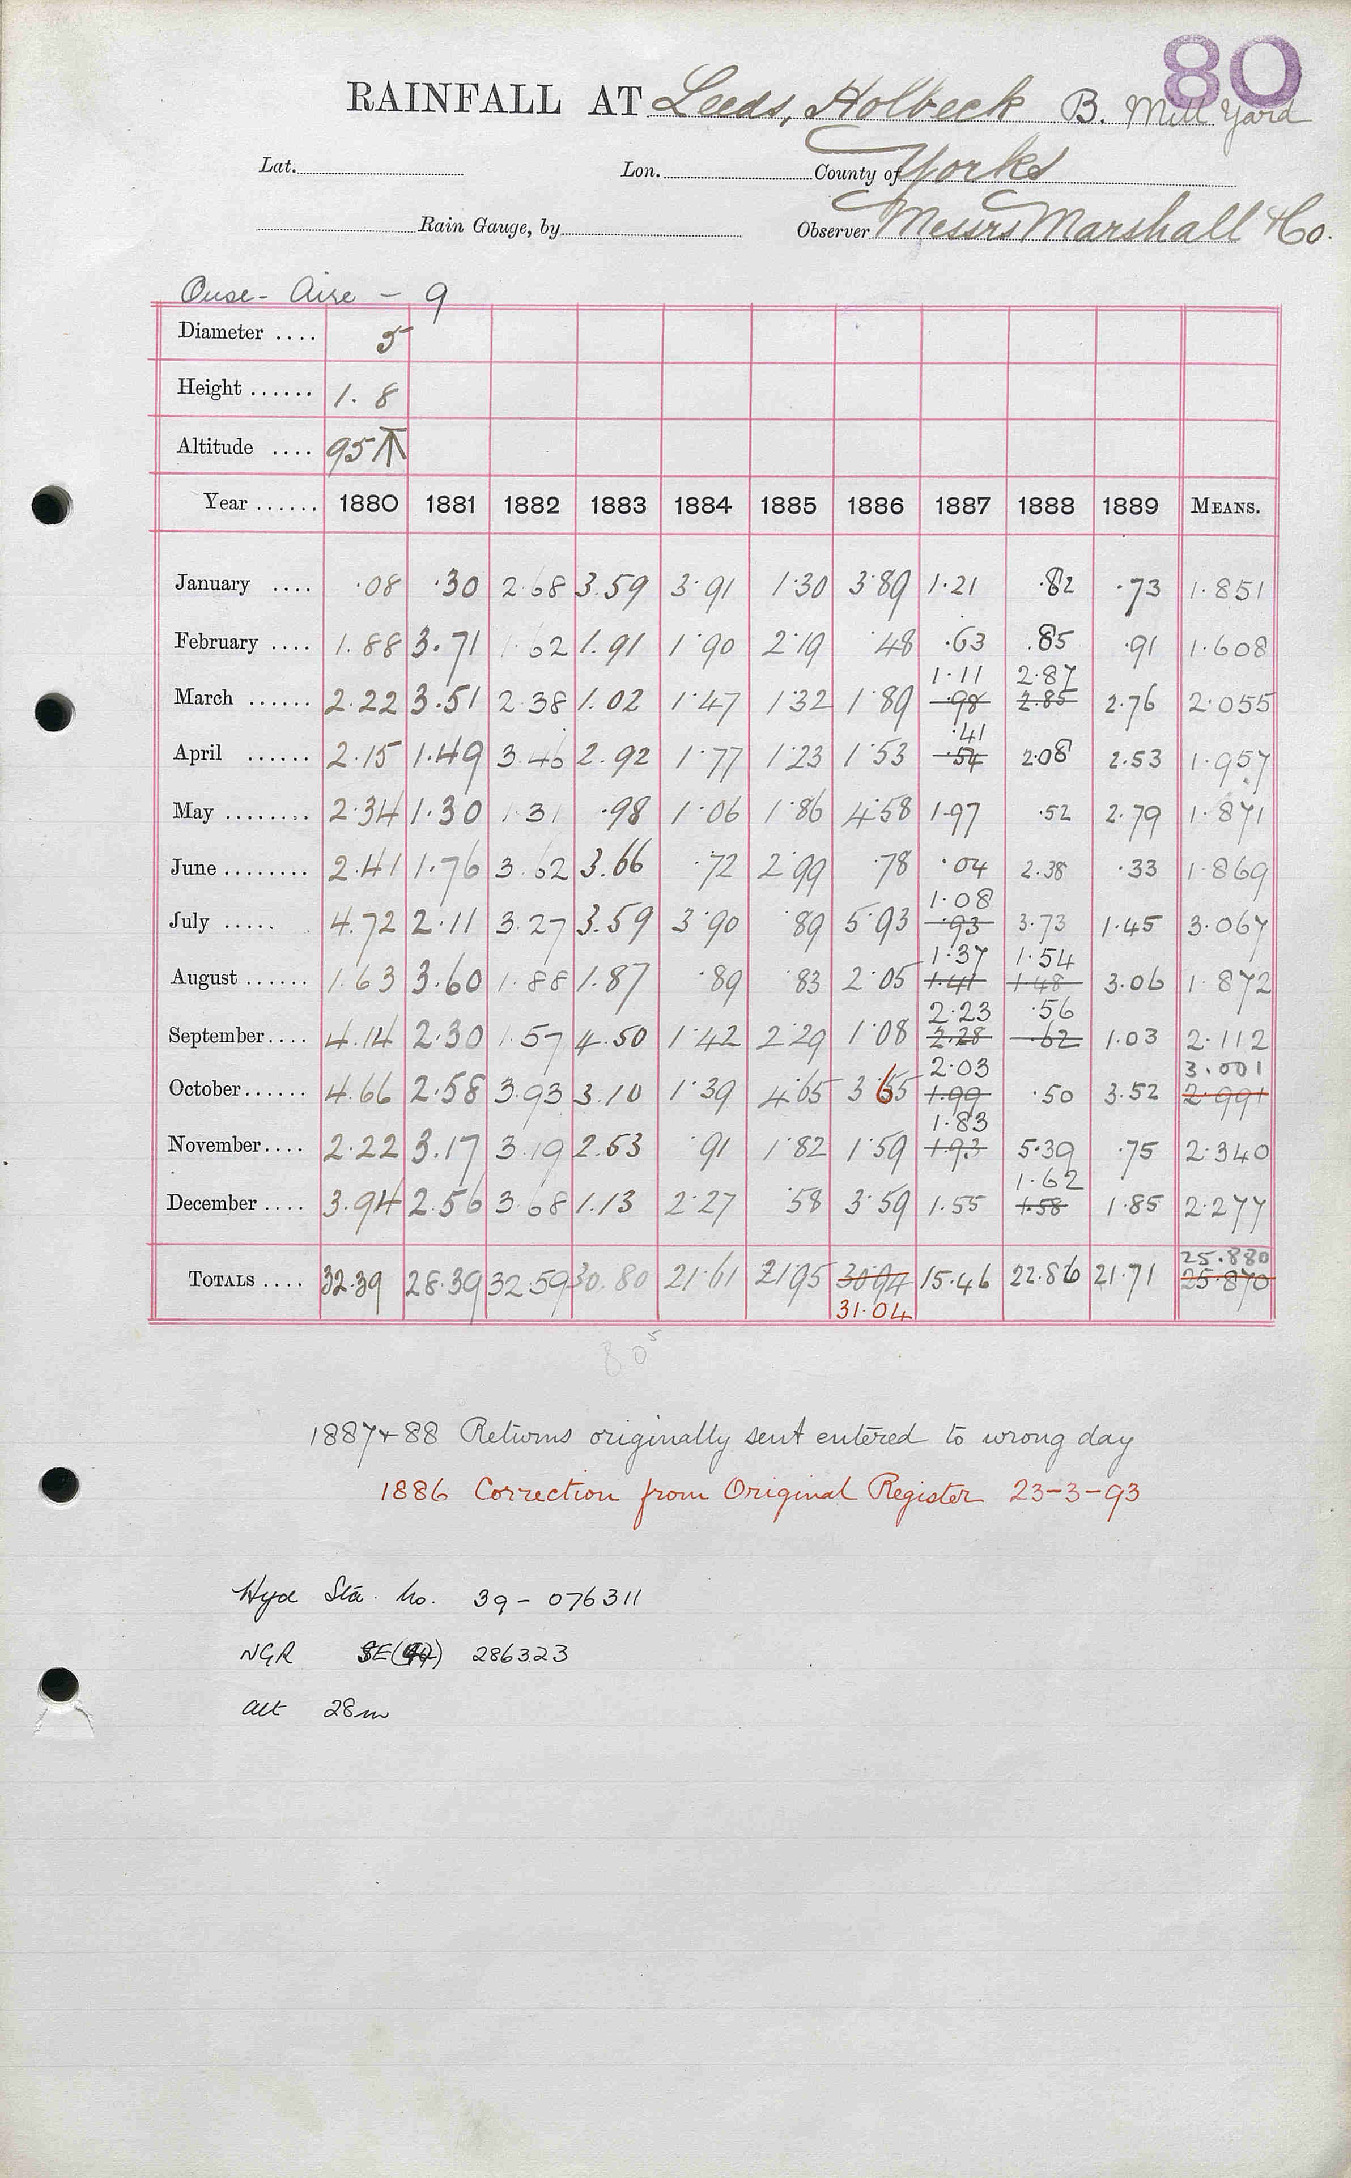 80
RAINFALL AT Leeds, Holbeck B. Mill Yard
Lat. Lon. County of Yorks
Rain Gauge, by Observer Messrs Marshall & Co.
Ouse - Aire - 9
Diameter .... 5
Height ...... 1. 8
Altitude .... 95
Year ...... 1880 1881 1882 1883 1884 1885 1886 1887 1888 1889 MEANS.
January .... ·08 ·30 2·68 3.59 3·91 1·30 3·89 1·21 ·82 ·73 1·851
February .... 1.88 3.71 1·62 1.91 1·90 2·19 ·48 ·63 .85 ·91 1·608
1·11 2·87
March ...... 2.22 3.51 2·38 1.02 1·47 1·32 1·89 ·98 2.85 2·76 2·055
·41
April ...... 2·15 1.49 3·46 2.92 1·77 1·23 1·53 ·54 2·08 2·53 1·957
May ........ 2·34 1·30 1·31 ·98 1·06 1·86 4·58 1·97 ·52 2·79 1·871
June ........ 2·41 1·76 3·62 3.66 ·72 2·99 ·78 ·04 2·38 ·33 1·869
1·08
July ..... 4.72 2·11 3·27 3.59 3·90 ·89 5·93 ·93 3·73 1·45 3·067
1·37 1·54
August ...... 1.63 3.60 1·88 1.87 ·89 ·83 2·05 1·41 1·48 3·06 1·872
2·23 ·56
September.... 4.14 2·30 1·57 4.50 1·42 2·29 1·08 2·28 ·62 1·03 2·112
2·03 3.001
October...... 4.66 2·58 3.93 3.10 1·39 4·65 3·65 1·99 ·50 3·52 2·991
1·83
November.... 2·22 3.17 3·19 2.53 ·91 1·82 1·59 1·93 5·39 ·75 2·340
1·62
December .... 3.94 2.56 3·68 1.13 2·27 ·58 3·59 1·55 1·58 1·85 2·277
25.880
TOTALS .... 32·39 28·39 32·59 30.80 21·61 21·95 30·94 15·46 22·86 21·71 25·870
31·04
80 5
1887 + 88 Returns originally sent entered to wrong day
1886 Correction from Original Register 23-3-93
Hyd Sta. No. 39 - 076311
NGR SE 286323
alt 28m